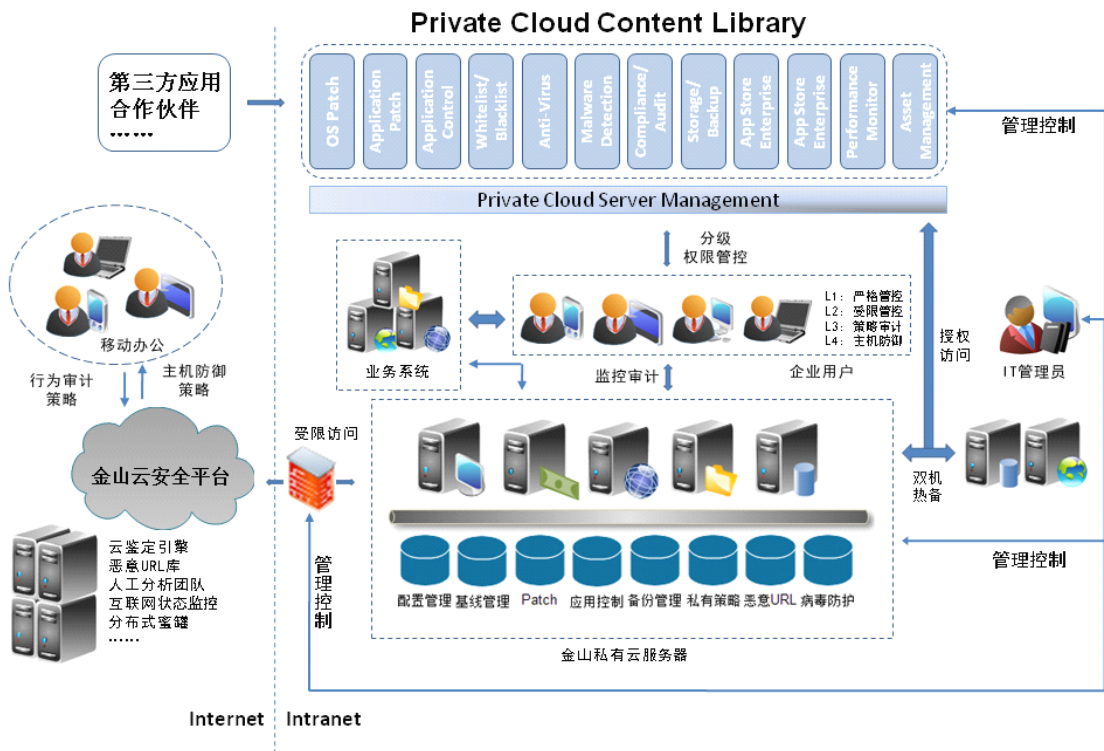 Private Cloud Content Library
第三方应用
合作伙伴
……
OS Patch
Application
Patch
Application
Control
Whitelist/
Blacklist
Anti-Virus
Malware
Detection
Compliance/
Audit
Storage/
Backup
App Store
Enterprise
App Store
Enterprise
Performance
Monitor
Asset
Management
管理控制
Private Cloud Server Management
分级
权限管控
L1：严格管控
L2：受限管控
L3：策略审计
L4：主机防御
企业用户
业务系统
监控审计
授权
访问
IT管理员
移动办公
行为审计
策略
主机防御
策略
金山云安全平台
受限访问
双机
热备
云鉴定引擎
恶意URL库
人工分析团队
互联网状态监控
分布式蜜罐
……
管理控制
配置管理
基线管理
Patch
应用控制
备份管理
私有策略
恶意URL
病毒防护
管理控制
金山私有云服务器
Internet
Intranet